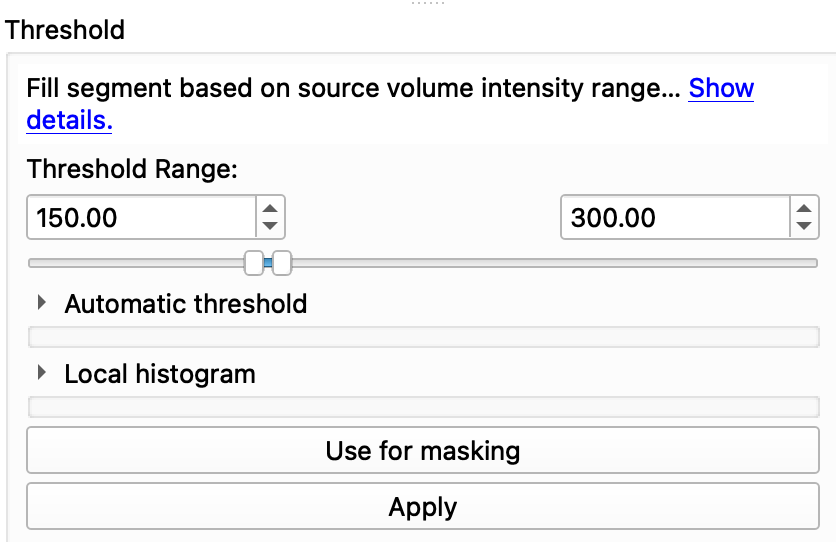 Threshold
Fill segment based on source volume intensity range... Show
details.
Threshold Range:
150.00 300.00
Automatic threshold
Local histogram
Use for masking
Apply